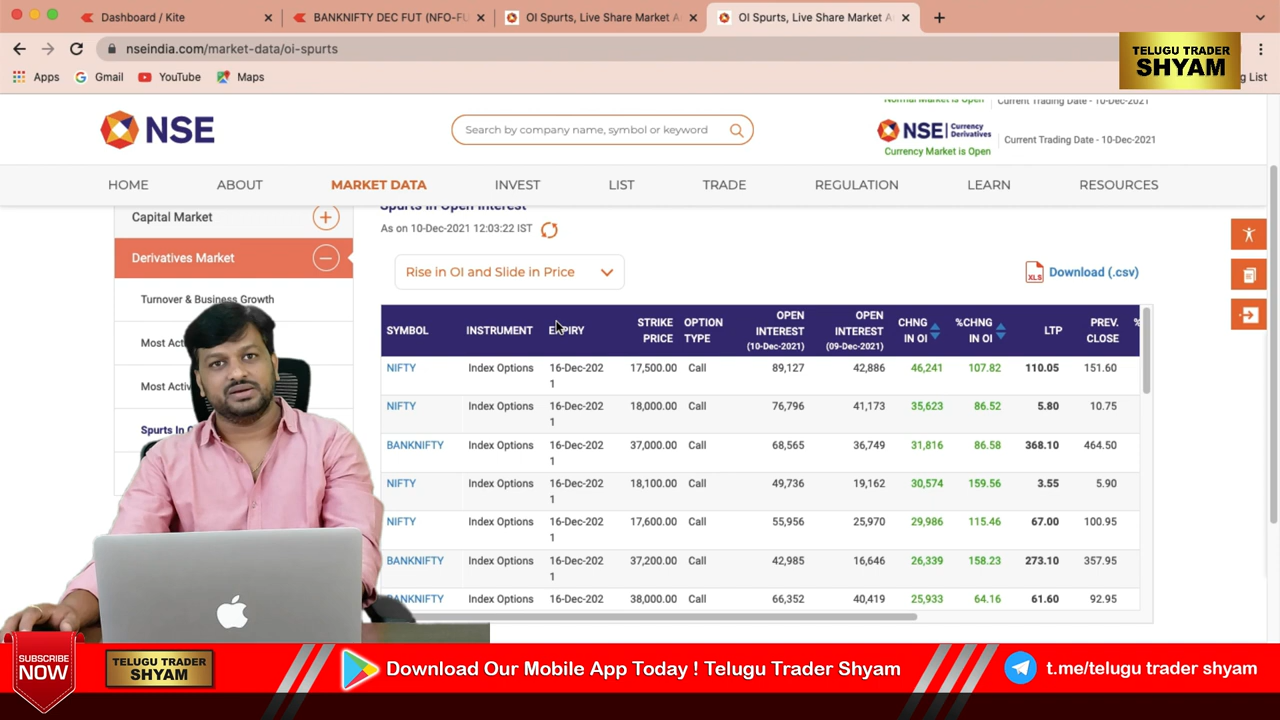 Dashboard / Kite
BANKNIFTY DEC FUT (NFO-FU
OI Spurts, Live Share Market A
OI Spurts, Live Share Market A
nseindia.com/market-data/oi-spurts
Apps
Gmail
YouTube
Maps
TELUGU TRADER
SHYAM
NSE
Search by company name, symbol or keyword
Normal Market is Open
Current Trading Date - 10-Dec-2021
NSE Currency Derivatives
Currency Market is Open
Current Trading Date - 10-Dec-2021
HOME ABOUT MARKET DATA INVEST LIST TRADE REGULATION LEARN RESOURCES
Capital Market
Derivatives Market
Turnover & Business Growth
Most
Most Activ
Spurts In
Spurts in Open Interest
As on 10-Dec-2021 12:03:22 IST
Rise in OI and Slide in Price
XLS
Download (.csv)
SYMBOL INSTRUMENT EXPIRY STRIKE PRICE OPTION TYPE OPEN INTEREST (10-Dec-2021) OPEN INTEREST (09-Dec-2021) CHNG IN OI %CHNG IN OI LTP PREV. CLOSE %
NIFTY Index Options 16-Dec-2021 17,500.00 Call 89,127 42,886 46,241 107.82 110.05 151.60
NIFTY Index Options 16-Dec-2021 18,000.00 Call 76,796 41,173 35,623 86.52 5.80 10.75
BANKNIFTY Index Options 16-Dec-2021 37,000.00 Call 68,565 36,749 31,816 86.58 368.10 464.50
NIFTY Index Options 16-Dec-2021 18,100.00 Call 49,736 19,162 30,574 159.56 3.55 5.90
NIFTY Index Options 16-Dec-2021 17,600.00 Call 55,956 25,970 29,986 115.46 67.00 100.95
BANKNIFTY Index Options 16-Dec-2021 37,200.00 Call 42,985 16,646 26,339 158.23 273.10 357.95
BANKNIFTY Index Options 16-Dec-202 38,000.00 Call 66,352 40,419 25,933 64.16 61.60 92.95
SUBSCRIBE
NOW
TELUGU TRADER
SHYAM
Download Our Mobile App Today ! Telugu Trader Shyam
t.me/telugu trader shyam